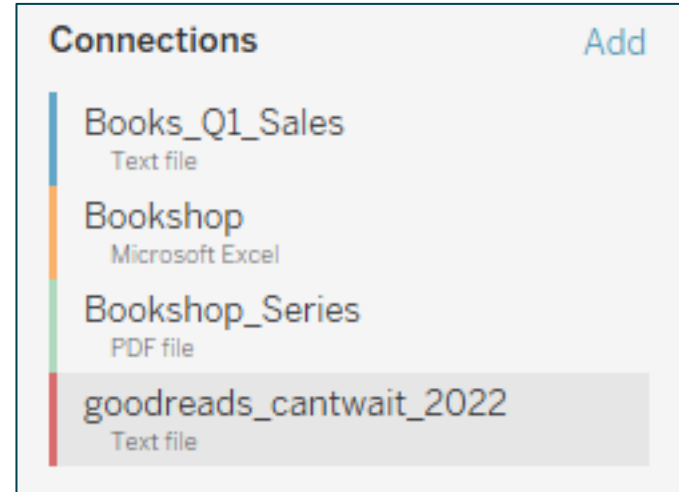 Connections Add
Books_Q1_Sales
Text file
Bookshop
Microsoft Excel
Bookshop_Series
PDF file
goodreads_cantwait_2022
Text file